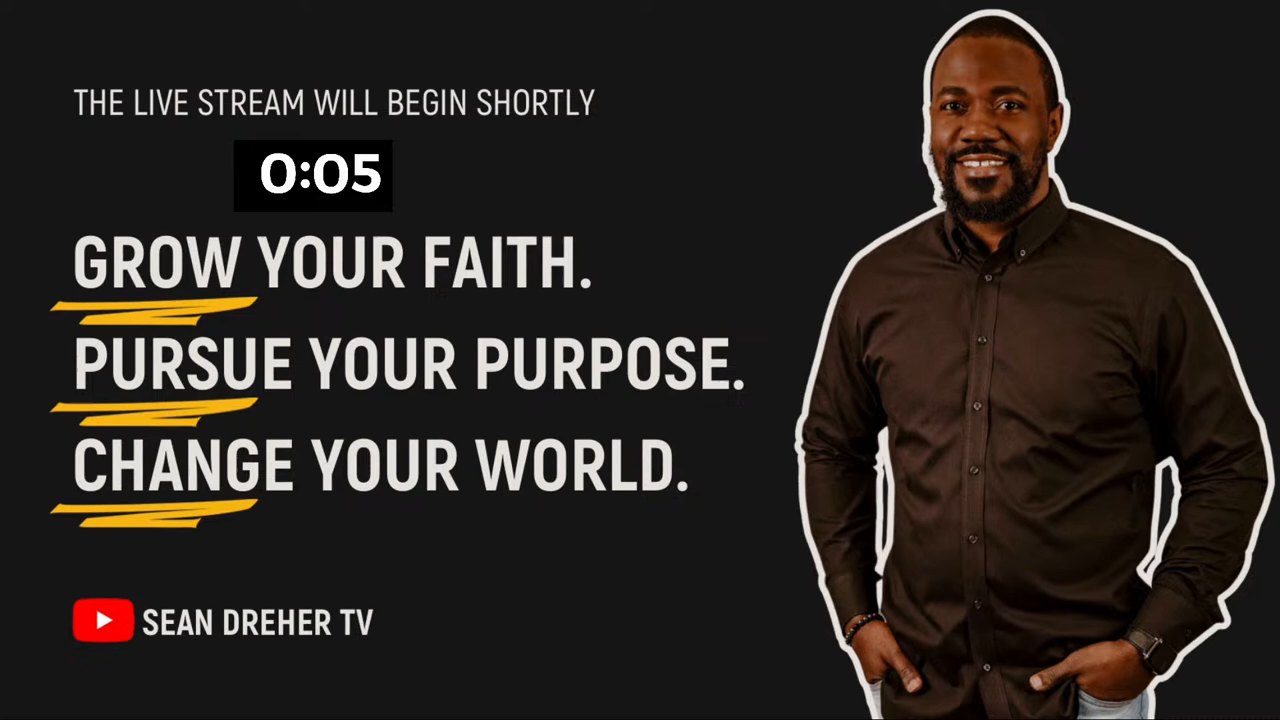 THE LIVE STREAM WILL BEGIN SHORTLY
0:05
GROW YOUR FAITH.
PURSUE YOUR PURPOSE.
CHANGE YOUR WORLD.
SEAN DREHER TV